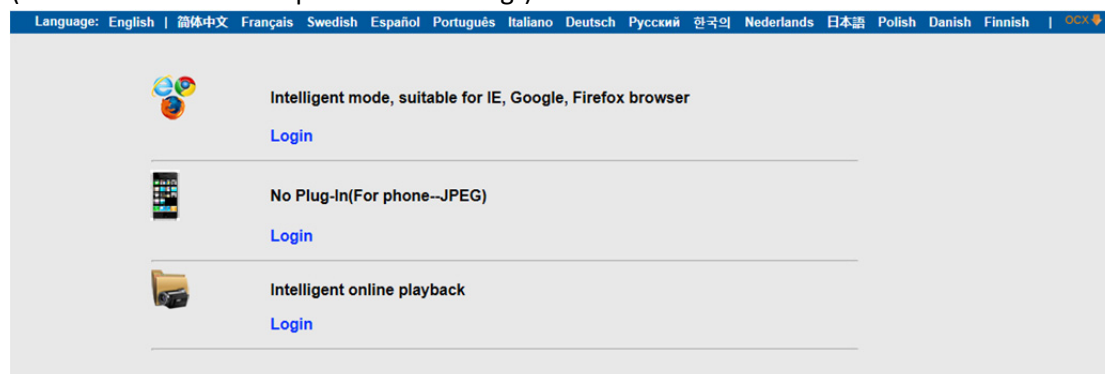 Language: English | 简体中文 Français Swedish Español Português Italiano Deutsch Русский 한국의 Nederlands 日本語 Polish Danish Finnish | OCX
Intelligent mode, suitable for IE, Google, Firefox browser
Login
No Plug-In(For phone--JPEG)
Login
Intelligent online playback
Login